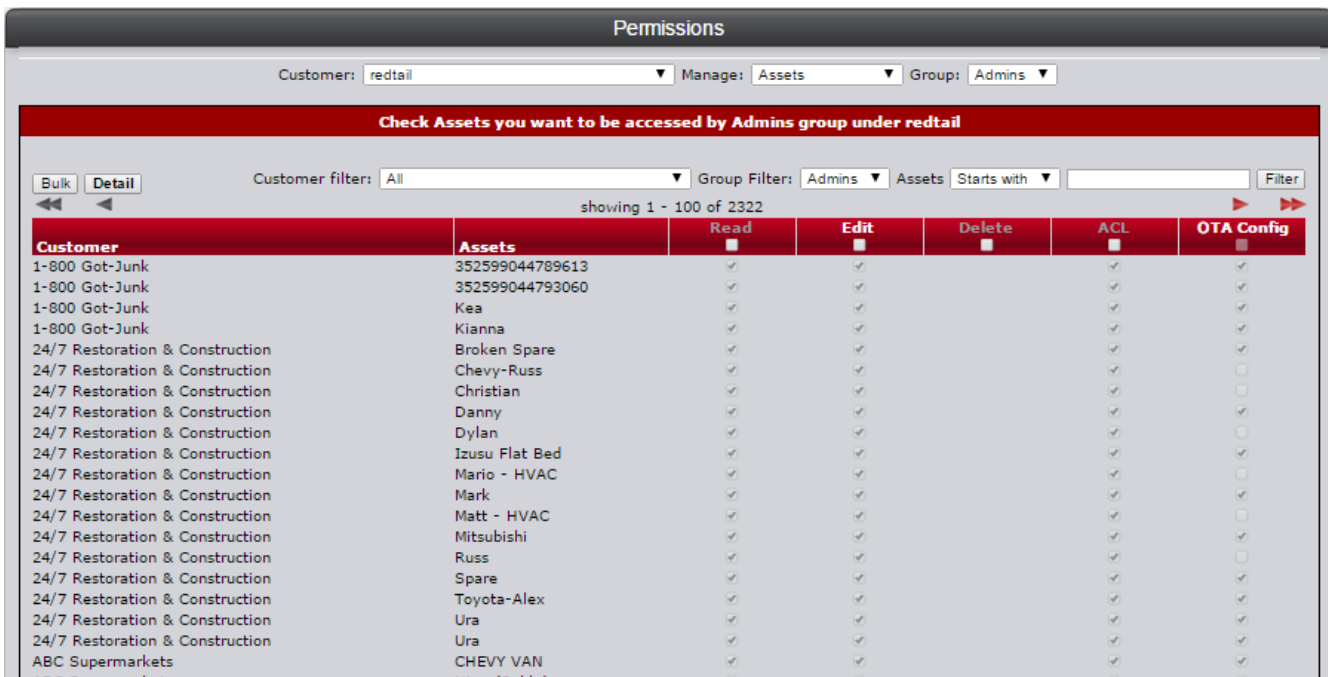 Permissions
Customer: redtail Manage: Assets Group: Admins
Check Assets you want to be accessed by Admins group under redtail
Bulk Detail Customer filter: All Group Filter: Admins Assets Starts with Filter
showing 1 - 100 of 2322
Customer Assets Read Edit Delete ACL OTA Config
1-800 Got-Junk 352599044789613
1-800 Got-Junk 352599044793060
1-800 Got-Junk Kea
1-800 Got-Junk Kianna
24/7 Restoration & Construction Broken Spare
24/7 Restoration & Construction Chevy-Russ
24/7 Restoration & Construction Christian
24/7 Restoration & Construction Danny
24/7 Restoration & Construction Dylan
24/7 Restoration & Construction Izusu Flat Bed
24/7 Restoration & Construction Mario - HVAC
24/7 Restoration & Construction Mark
24/7 Restoration & Construction Matt - HVAC
24/7 Restoration & Construction Mitsubishi
24/7 Restoration & Construction Russ
24/7 Restoration & Construction Spare
24/7 Restoration & Construction Toyota-Alex
24/7 Restoration & Construction Ura
24/7 Restoration & Construction Ura
ABC Supermarkets CHEVY VAN